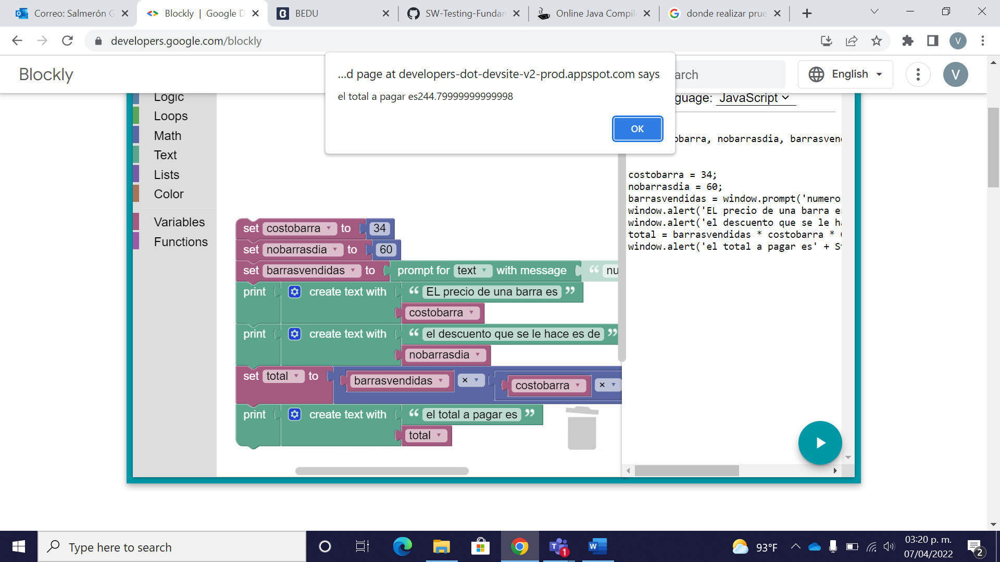 Correo: Salmerón G
Blockly | Google D
BEDU
SW-Testing-Fundam
Online Java Compile
donde realizar prue
developers.google.com/blockly
V
Blockly
arch
English
V
...d page at developers-dot-devsite-v2-prod.appspot.com says
el total a pagar es244.79999999999998
OK
guage: JavaScript
Logic
Loops
Math
Text
Lists
Color
Variables
Functions
set costobarra to 34
set nobarrasdia to 60
set barrasvendidas to prompt for text with message “ nu
print create text with “ EL precio de una barra es ”
costobarra
print create text with “ el descuento que se le hace es de ”
nobarrasdia
set total to barrasvendidas × costobarra ×
print create text with “ el total a pagar es ”
total
obarra, nobarrasdia, barrasven
costobarra = 34;
nobarrasdia = 60;
barrasvendidas = window.prompt('numero
window.alert('EL precio de una barra e
window.alert('el descuento que se le h
total = barrasvendidas * costobarra *
window.alert('el total a pagar es' + S
Type here to search
T
1
W
93°F
03:20 p. m.
07/04/2022
2